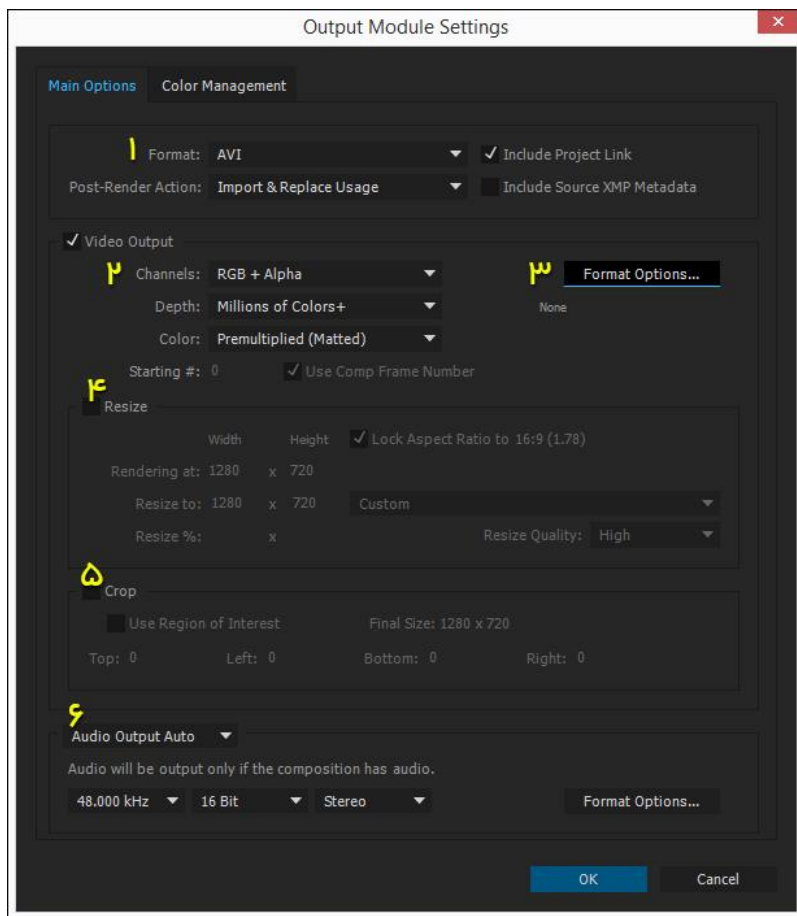 Output Module Settings
Main Options Color Management
۱ Format: AVI Include Project Link
Post-Render Action: Import & Replace Usage Include Source XMP Metadata
Video Output
۲ Channels: RGB + Alpha ۳ Format Options...
Depth: Millions of Colors+ None
Color: Premultiplied (Matted)
Starting #: 0 Use Comp Frame Number
۴ Resize
Width Height Lock Aspect Ratio to 16:9 (1.78)
Rendering at: 1280 x 720
Resize to: 1280 x 720 Custom
Resize %: x Resize Quality: High
۵ Crop
Use Region of Interest Final Size: 1280 x 720
Top: 0 Left: 0 Bottom: 0 Right: 0
۶
Audio Output Auto
Audio will be output only if the composition has audio.
48.000 kHz 16 Bit Stereo Format Options...
OK Cancel